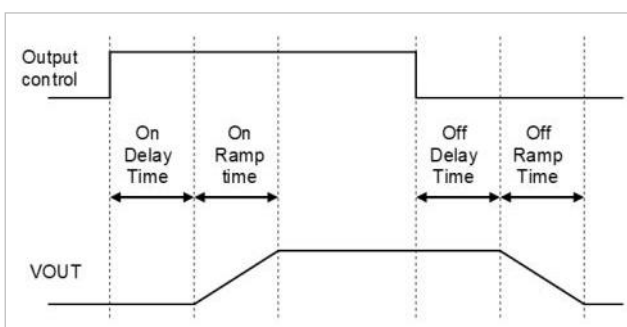 Output
control
On
Delay
Time
On
Ramp
time
Off
Delay
Time
Off
Ramp
Time
VOUT